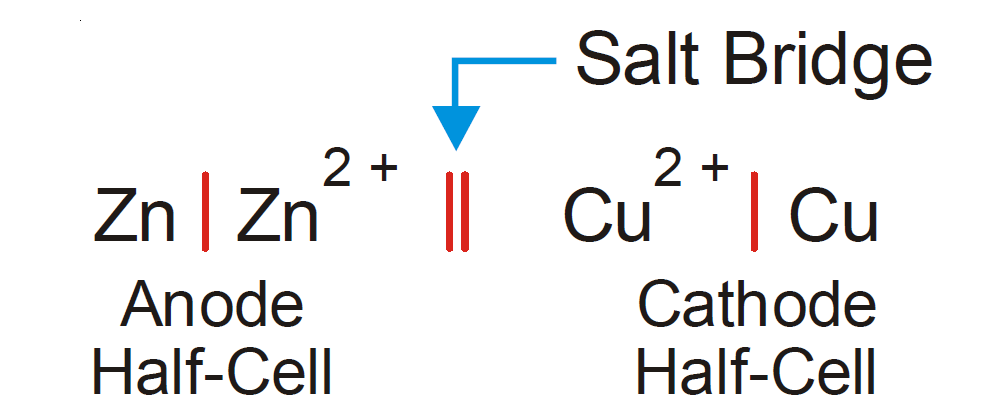 Salt Bridge
Zn | Zn²⁺ || Cu²⁺ | Cu
Anode Cathode
Half-Cell Half-Cell